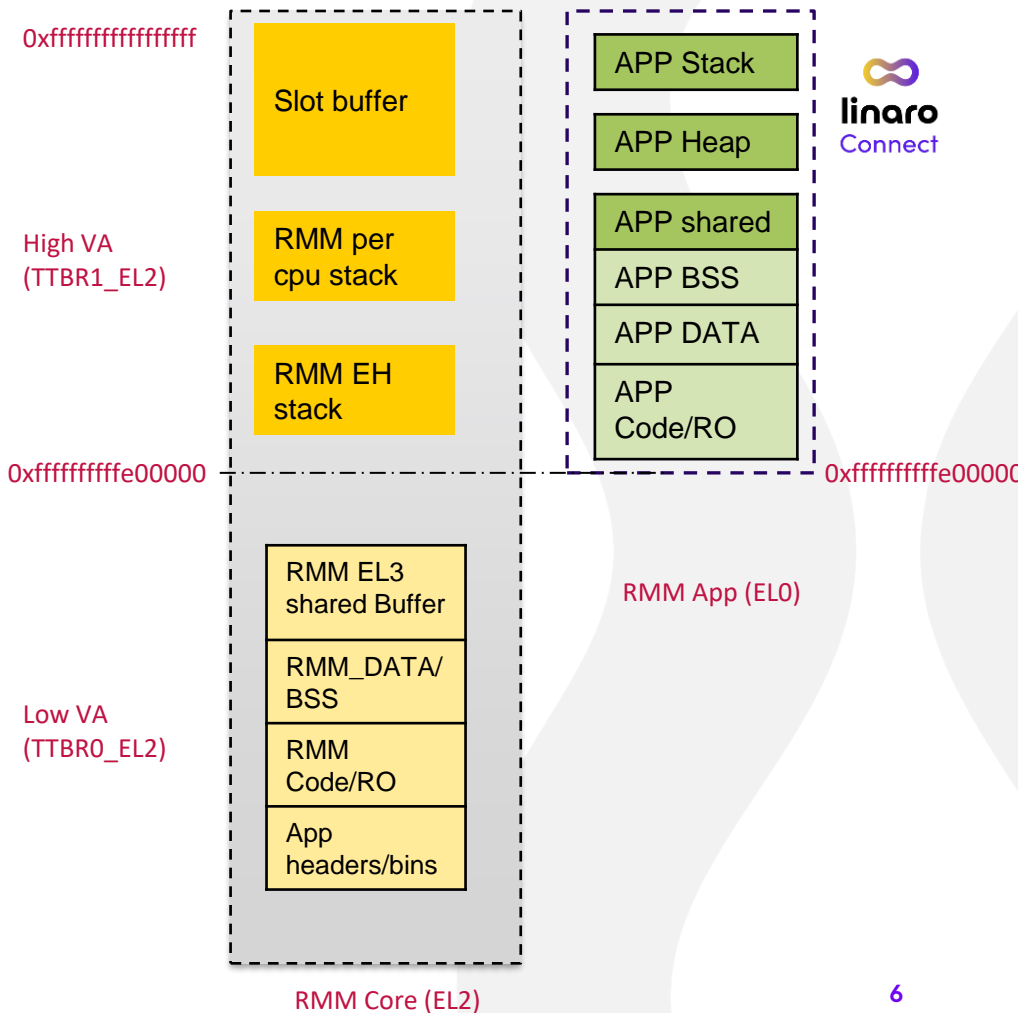 0xfffffffffffffffff
Slot buffer
High VA
(TTBR1_EL2)
RMM per
cpu stack
RMM EH
stack
0xffffffffffe00000
RMM EL3
shared Buffer
RMM_DATA/
BSS
Low VA
(TTBR0_EL2)
RMM
Code/RO
App
headers/bins
RMM Core (EL2)
APP Stack
APP Heap
APP shared
APP BSS
APP DATA
APP
Code/RO
0xffffffffffe00000
RMM App (EL0)
linaro
Connect
6